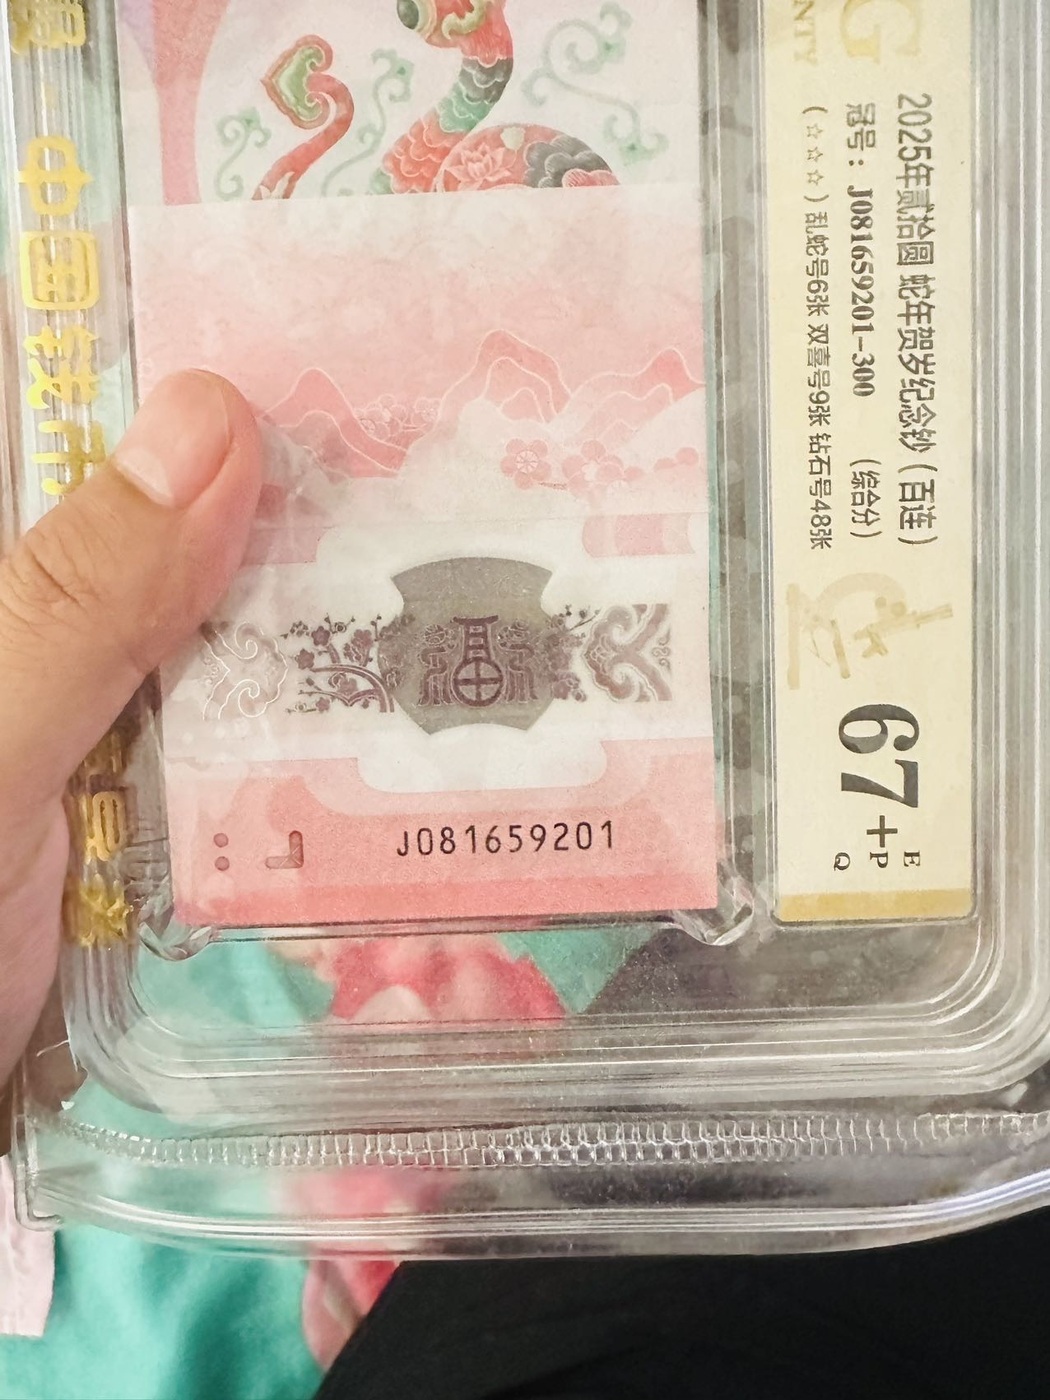 2025年贰拾圆 蛇年贺岁纪念钞（百连）
冠号：J081659201-300 （综合分）
（☆☆☆）乱蛇号6张 双喜号9张 钻石号48张
67+
E
P
Q
G
NTY
中国钱币
福
J081659201